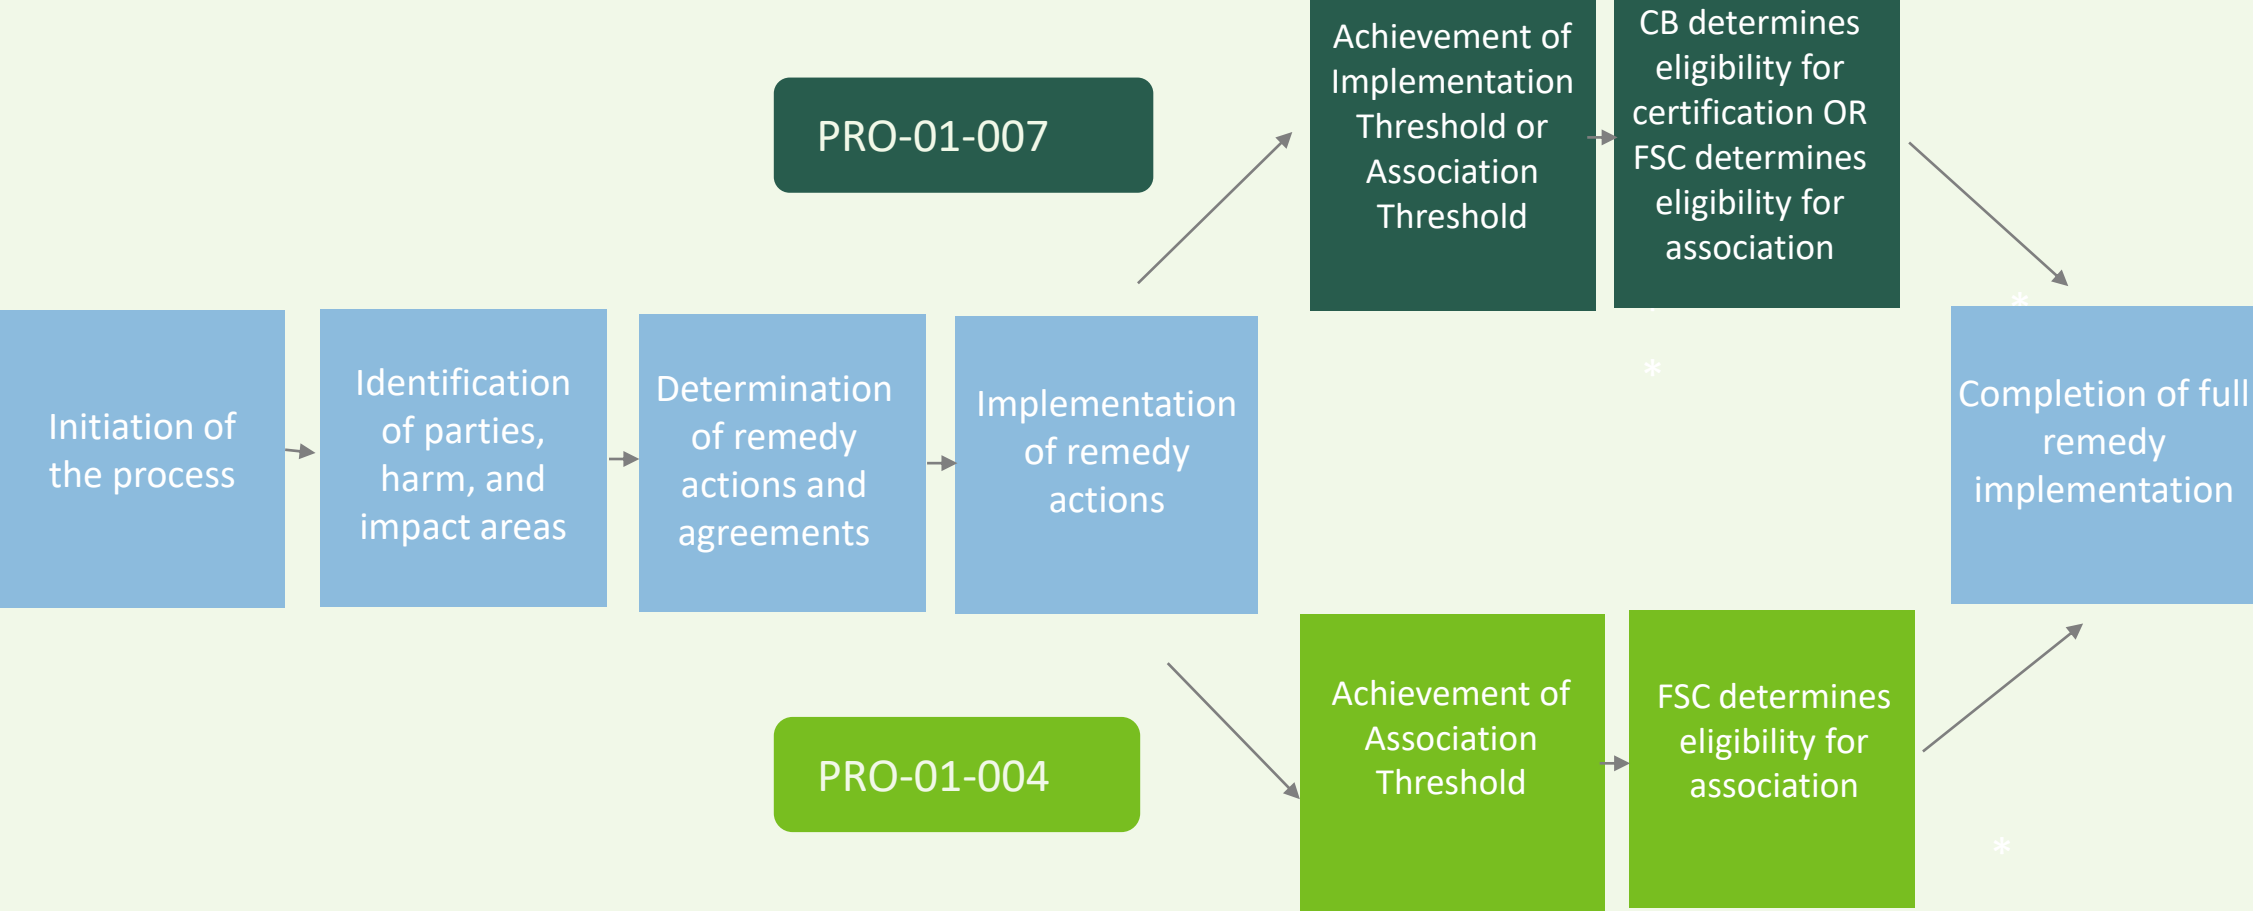 PRO-01-007
Achievement of
Implementation
Threshold or
Association
Threshold
CB determines
eligibility for
certification OR
FSC determines
eligibility for
association
*
*
Initiation of
the process
Identification
of parties,
harm, and
impact areas
Determination
of remedy
actions and
agreements
Implementation
of remedy
actions
Completion of full
remedy
implementation
PRO-01-004
Achievement of
Association
Threshold
FSC determines
eligibility for
association
*